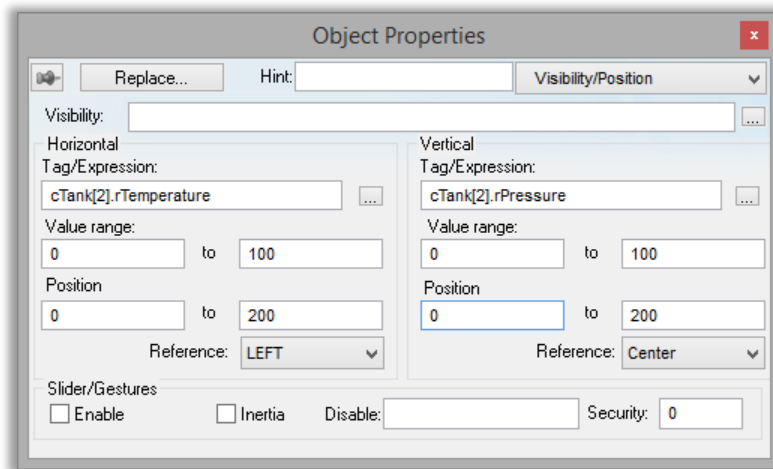 Object Properties
x
Replace... Hint: Visibility/Position
Visibility: ...
Horizontal Vertical
Tag/Expression: Tag/Expression:
cTank[2].rTemperature ... cTank[2].rPressure ...
Value range: Value range:
0 to 100 0 to 100
Position Position
0 to 200 0 to 200
Reference: LEFT Reference: Center
Slider/Gestures
Enable Inertia Disable: Security: 0